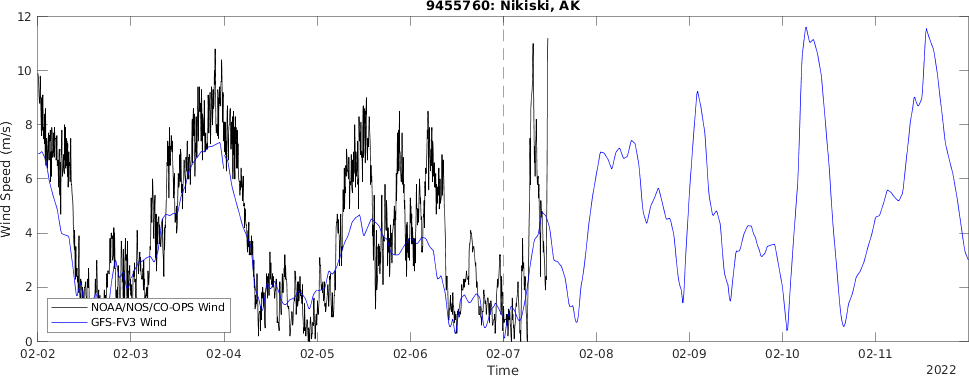 9455760: Nikiski, AK
Wind Speed (m/s)
12
10
8
6
4
2
0
NOAA/NOS/CO-OPS Wind
GFS-FV3 Wind
02-02 02-03 02-04 02-05 02-06 02-07 02-08 02-09 02-10 02-11
Time
2022